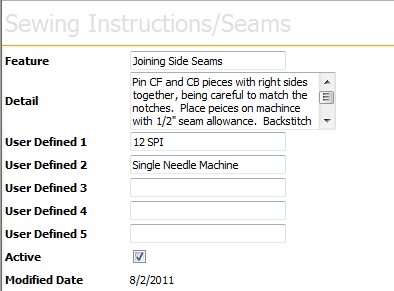 Sewing Instructions/Seams
Feature Joining Side Seams
Detail Pin CF and CB pieces with right sides
together, being careful to match the
notches. Place peices on machince
with 1/2" seam allowance. Backstitch
User Defined 1 12 SPI
User Defined 2 Single Needle Machine
User Defined 3
User Defined 4
User Defined 5
Active
Modified Date 8/2/2011